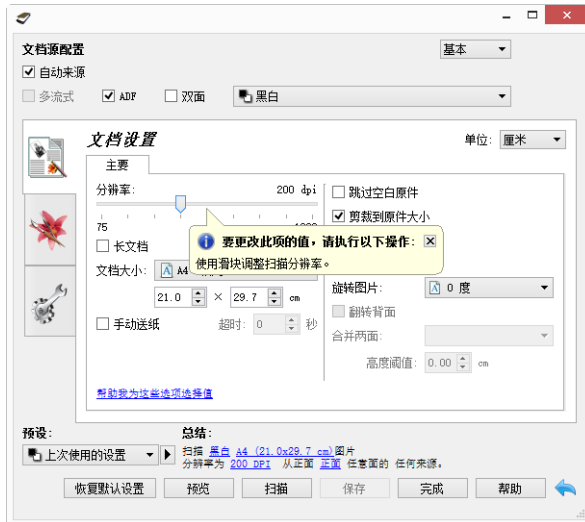 文档源配置
基本
自动来源
多流式 ADF 双面 黑白
文档设置
单位: 厘米
主要
分辨率: 200 dpi
75
跳过空白原件
剪裁到原件大小
长文档
要更改此项的值，请执行以下操作:
使用滑块调整扫描分辨率。
文档大小: A4
21.0 × 29.7 cm
旋转图片: 0 度
翻转背面
手动送纸 超时: 0 秒
合并两面:
高度阈值: 0.00 cm
帮助我为这些选项选择值
预设:
总结:
上次使用的设置
扫描 黑白 A4 (21.0x29.7 cm)图片
分辨率为 200 DPI 从正面 正面 任意面的 任何来源。
恢复默认设置 预览 扫描 保存 完成 帮助